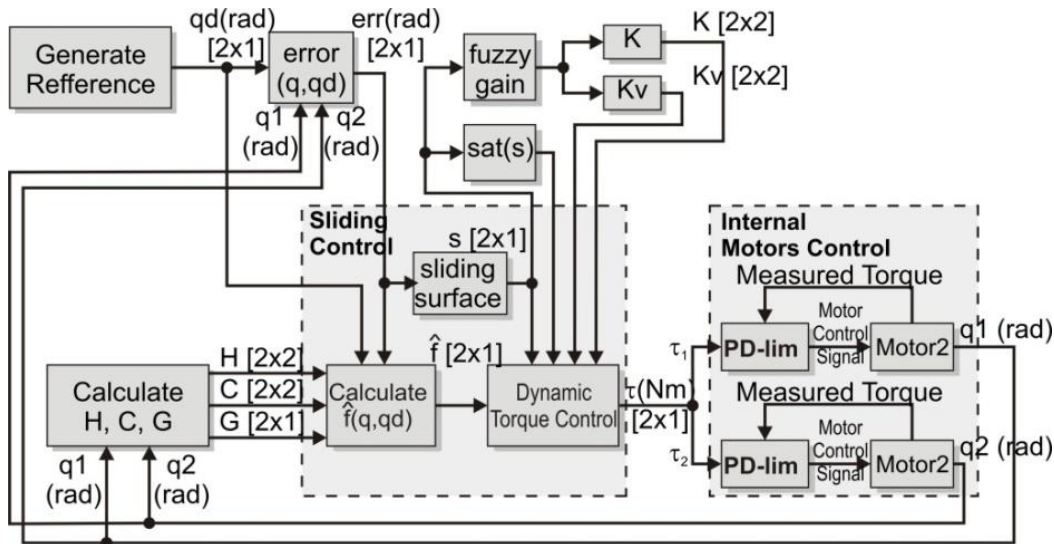 Generate
Refference
qd(rad)
[2x1]
error
(q,qd)
err(rad)
[2x1]
q1
(rad)
q2
(rad)
fuzzy
gain
K
Kv
K [2x2]
Kv [2x2]
sat(s)
Sliding
Control
s [2x1]
sliding
surface
f̂ [2x1]
H [2x2]
C [2x2]
G [2x1]
Calculate
H, C, G
q1
(rad)
q2
(rad)
Calculate
f̂(q,qd)
Dynamic
Torque Control
τ(Nm)
[2x1]
Internal
Motors Control
Measured Torque
τ1
PD-lim
Motor
Control
Signal
Motor2
q1 (rad)
Measured Torque
τ2
PD-lim
Motor
Control
Signal
Motor2
q2 (rad)